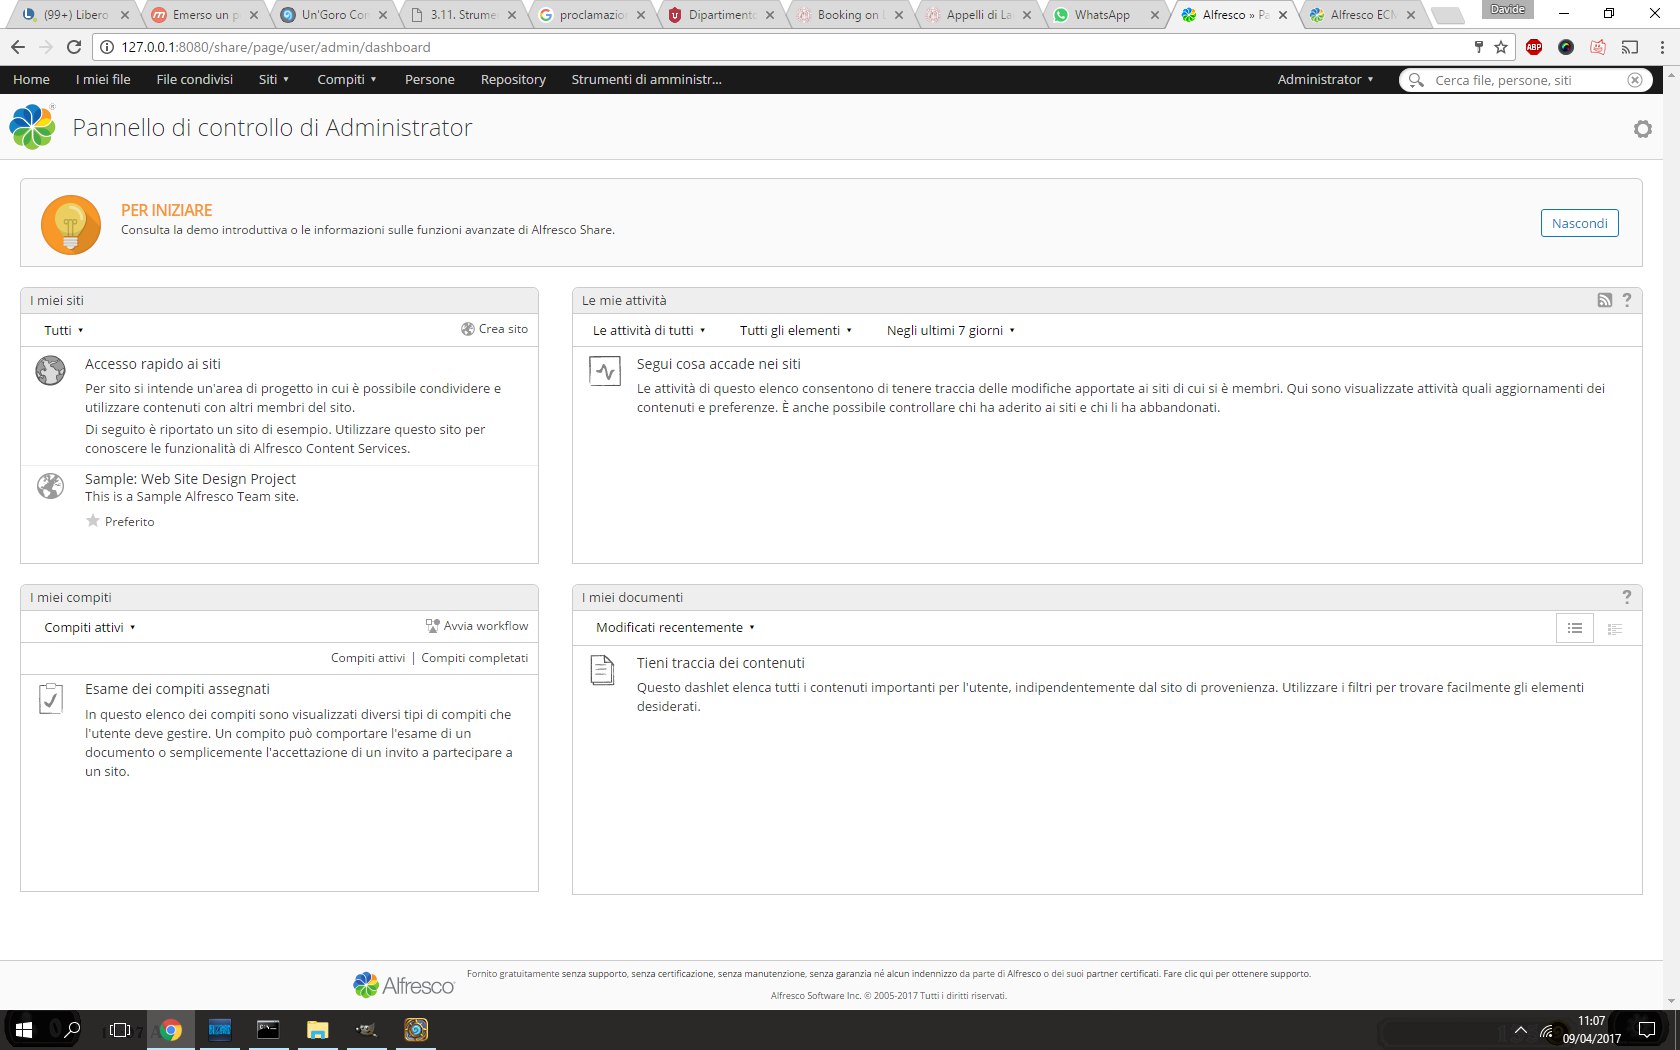 (99+) Libero
Emerso un p
Un'Goro Con
3.11. Strume
proclamazion
Dipartimento
Booking on L
Appelli di La
WhatsApp
Alfresco » Pa
Alfresco ECM
Davide
127.0.0.1:8080/share/page/user/admin/dashboard
ABP
Home I miei file File condivisi Siti Compiti Persone Repository Strumenti di amministr... Administrator Cerca file, persone, siti
Pannello di controllo di Administrator
PER INIZIARE
Consulta la demo introduttiva o le informazioni sulle funzioni avanzate di Alfresco Share.
Nascondi
I miei siti
Tutti Crea sito
Accesso rapido ai siti
Per sito si intende un'area di progetto in cui è possibile condividere e
utilizzare contenuti con altri membri del sito.
Di seguito è riportato un sito di esempio. Utilizzare questo sito per
conoscere le funzionalità di Alfresco Content Services.
Sample: Web Site Design Project
This is a Sample Alfresco Team site.
Preferito
Le mie attività ?
Le attività di tutti Tutti gli elementi Negli ultimi 7 giorni
Segui cosa accade nei siti
Le attività di questo elenco consentono di tenere traccia delle modifiche apportate ai siti di cui si è membri. Qui sono visualizzate attività quali aggiornamenti dei
contenuti e preferenze. È anche possibile controllare chi ha aderito ai siti e chi li ha abbandonati.
I miei compiti
Compiti attivi Avvia workflow
Compiti attivi | Compiti completati
Esame dei compiti assegnati
In questo elenco dei compiti sono visualizzati diversi tipi di compiti che
l'utente deve gestire. Un compito può comportare l'esame di un
documento o semplicemente l'accettazione di un invito a partecipare a
un sito.
I miei documenti ?
Modificati recentemente
Tieni traccia dei contenuti
Questo dashlet elenca tutti i contenuti importanti per l'utente, indipendentemente dal sito di provenienza. Utilizzare i filtri per trovare facilmente gli elementi
desiderati.
Alfresco
Fornito gratuitamente senza supporto, senza certificazione, senza manutenzione, senza garanzia né alcun indennizzo da parte di Alfresco o dei suoi partner certificati. Fare clic qui per ottenere supporto.
Alfresco Software Inc. © 2005-2017 Tutti i diritti riservati.
11:07
09/04/2017